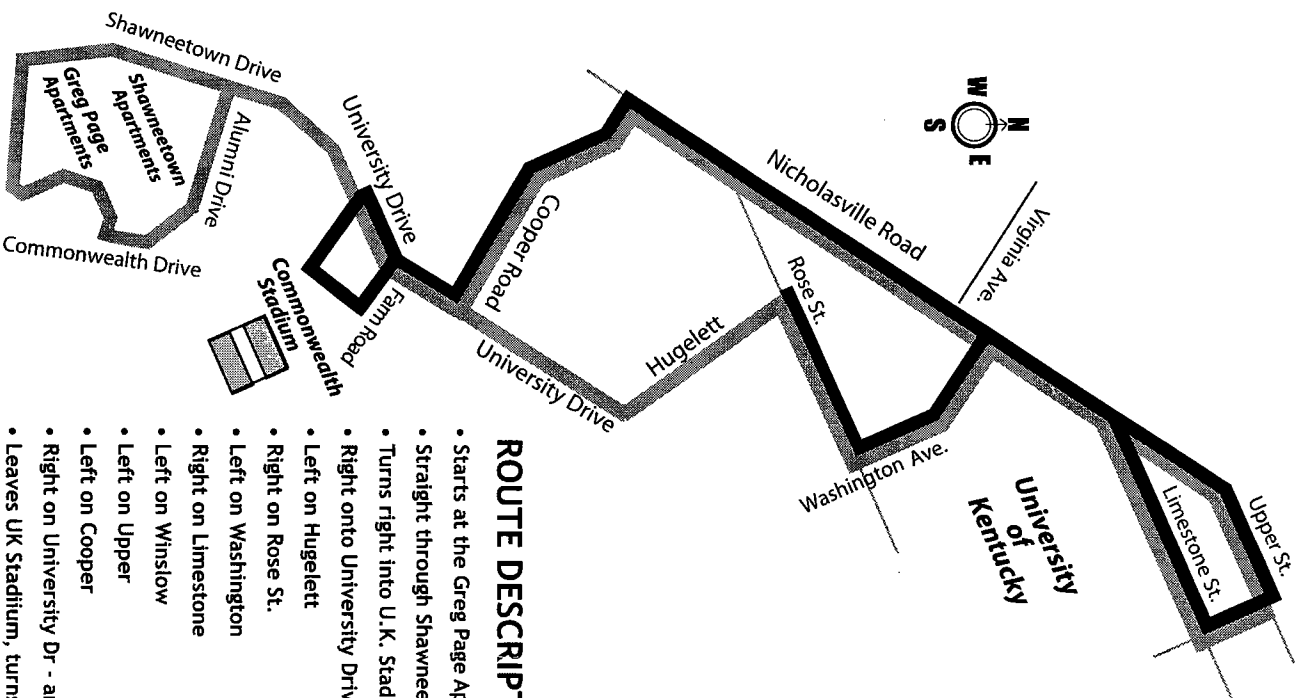 Shawneetown Drive
Greg Page
Apartments
Shawneetown
Apartments
Alumni Drive
Commonwealth Drive
University Drive
Commonwealth
Stadium
Farm Road
Cooper Road
University Drive
Hugelett
Rose St.
Nicholasville Road
Virginia Ave.
Washington Ave.
University
of
Kentucky
Limestone St.
Upper St.
N
W
E
S
ROUTE DESCRIPT
• Starts at the Greg Page Ap
• Straight through Shawnee
• Turns right into U.K. Stad
• Right onto University Driv
• Left on Hugelett
• Right on Rose St.
• Left on Washington
• Right on Limestone
• Left on Winslow
• Left on Upper
• Left on Cooper
• Right on University Dr - a
• Leaves UK Stadiium, turns